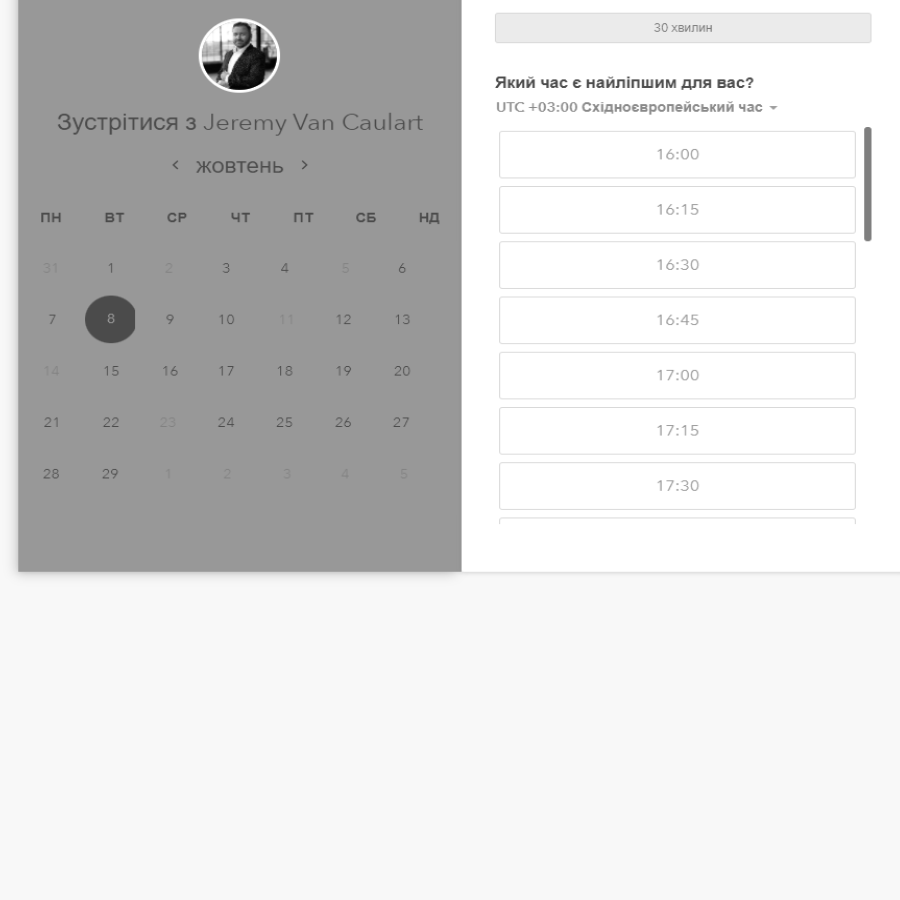 Зустрітися з Jeremy Van Caulart
< жовтень >
ПН ВТ СР ЧТ ПТ СБ НД
31 1 2 3 4 5 6
7 8 9 10 11 12 13
14 15 16 17 18 19 20
21 22 23 24 25 26 27
28 29 1 2 3 4 5
30 хвилин
Який час є найліпшим для вас?
UTC +03:00 Східноєвропейський час
16:00
16:15
16:30
16:45
17:00
17:15
17:30